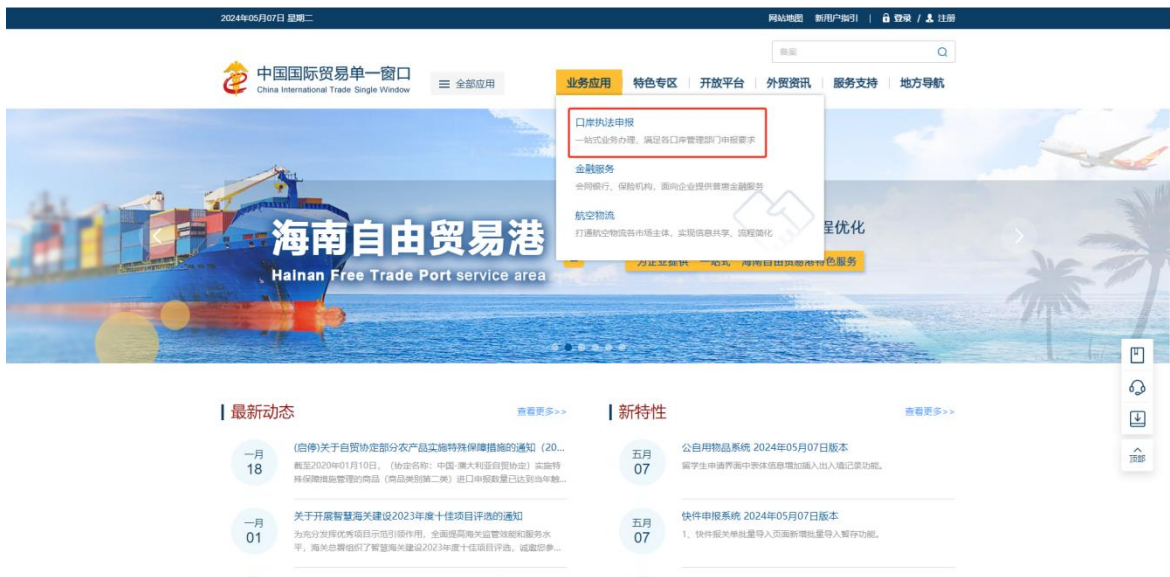 2024年05月07日 星期二
网站地图 新用户指引 | 登录 / 注册
备案
中国国际贸易单一窗口
China International Trade Single Window
全部应用
业务应用 特色专区 开放平台 外贸资讯 服务支持 地方导航
口岸执法申报
一站式业务办理，满足各口岸管理部门申报要求
金融服务
会同银行、保险机构，面向企业提供普惠金融服务
航空物流
打通航空物流各市场主体，实现信息共享、流程简化
程优化
海南自由贸易港
Hainan Free Trade Port service area
为企业提供 一站式 海南自由贸易港特色服务
最新动态
查看更多>>
一月
18
(启停)关于自贸协定部分农产品实施特殊保障措施的通知（20...
截至2020年01月10日，（协定名称：中国-澳大利亚自贸协定）实施特
殊保障措施管理的商品（商品类别第二类）进口申报数量已达到当年触...
一月
01
关于开展智慧海关建设2023年度十佳项目评选的通知
为充分发挥优秀项目示范引领作用，全面提高海关监管效能和服务水
平，海关总署组织了智慧海关建设2023年度十佳项目评选，诚邀您参...
新特性
查看更多>>
五月
07
公自用物品系统 2024年05月07日版本
留学生申请界面中表体信息增加插入出入境记录功能。
五月
07
快件申报系统 2024年05月07日版本
1、快件报关单批量导入页面新增批量导入暂存功能。
顶部